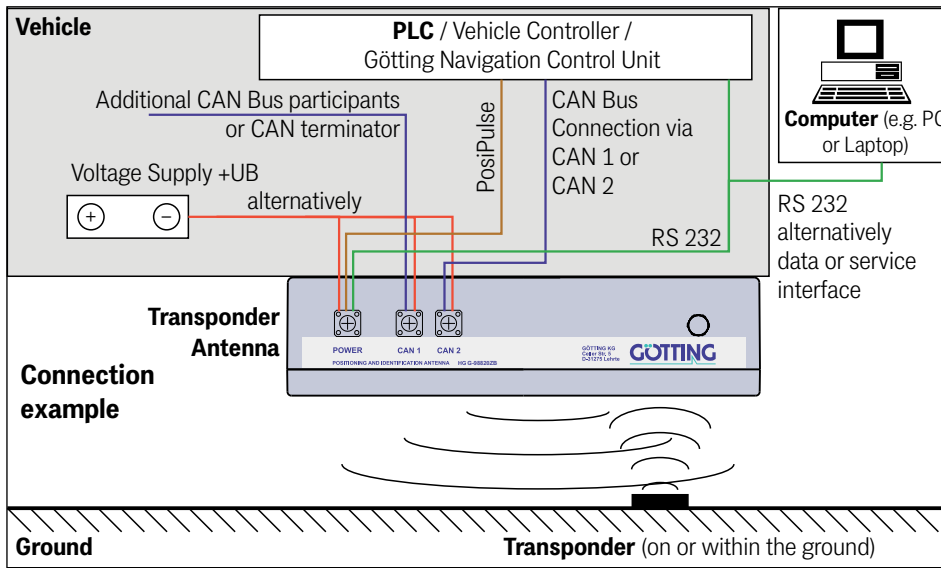 Vehicle
PLC / Vehicle Controller /
Götting Navigation Control Unit
Computer (e.g. PC
or Laptop)
Additional CAN Bus participants
or CAN terminator
PosiPulse
CAN Bus
Connection via
CAN 1 or
CAN 2
Voltage Supply +UB
alternatively
+ −
RS 232
RS 232
alternatively
data or service
interface
Transponder
Antenna
POWER CAN 1 CAN 2
POSITIONING AND IDENTIFICATION ANTENNA HG G-98820ZB
GÖTTING KG
Celler Str. 5
D-31275 Lehrte
GÖTTING
Connection
example
Ground
Transponder (on or within the ground)